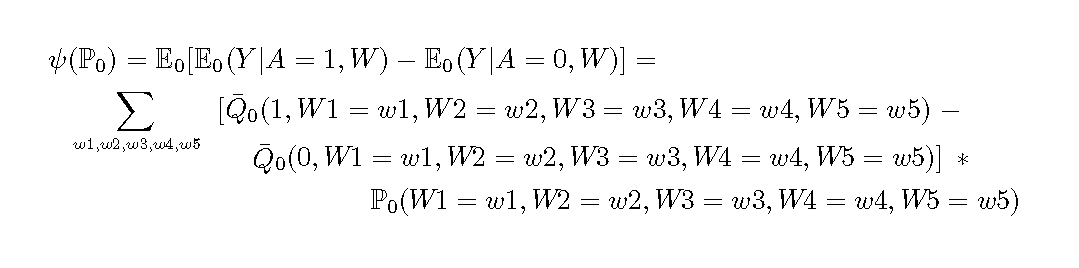 ψ(ℙ₀) = 𝔼₀[𝔼₀(Y|A = 1, W) − 𝔼₀(Y|A = 0, W)] =
∑_{w1,w2,w3,w4,w5} [Q̄₀(1, W1 = w1, W2 = w2, W3 = w3, W4 = w4, W5 = w5) −
Q̄₀(0, W1 = w1, W2 = w2, W3 = w3, W4 = w4, W5 = w5)] ∗
ℙ₀(W1 = w1, W2 = w2, W3 = w3, W4 = w4, W5 = w5)